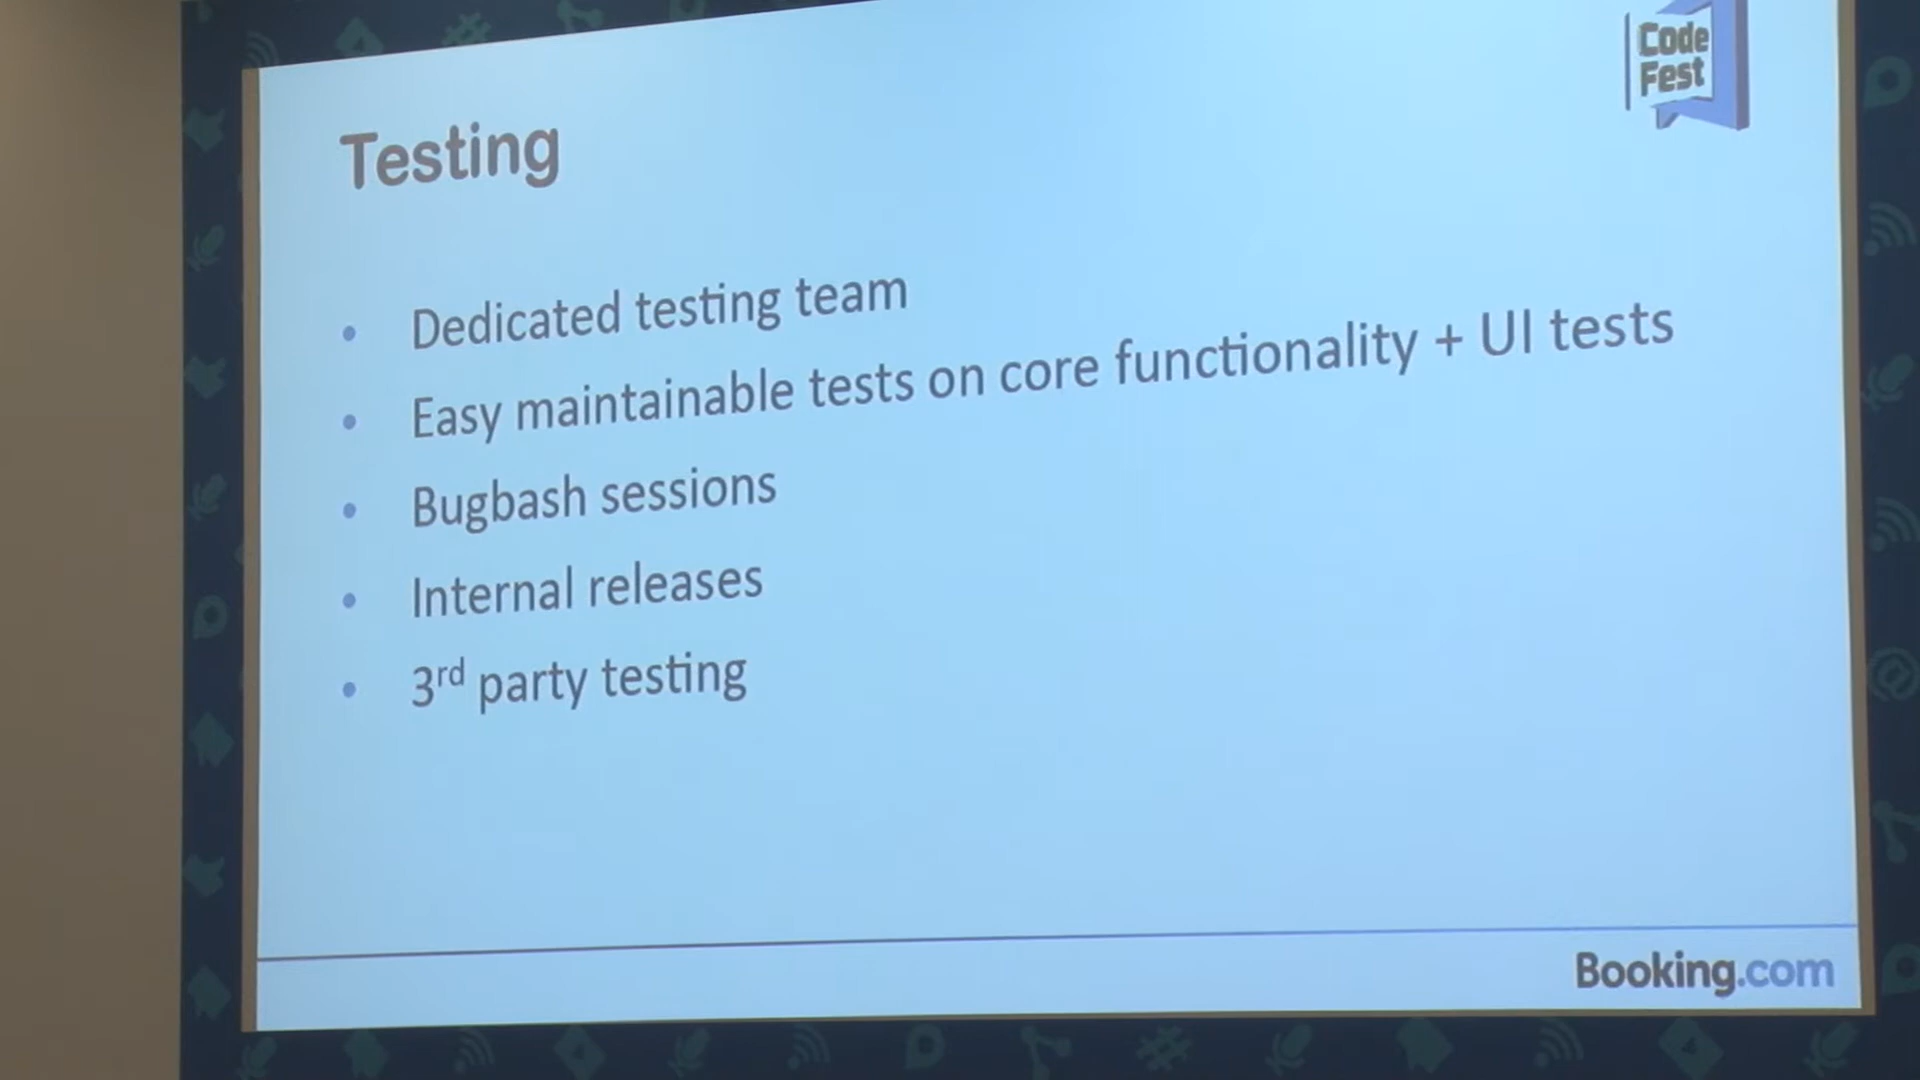 Code
Fest
Testing
• Dedicated testing team
• Easy maintainable tests on core functionality + UI tests
• Bugbash sessions
• Internal releases
• 3rd party testing
Booking.com